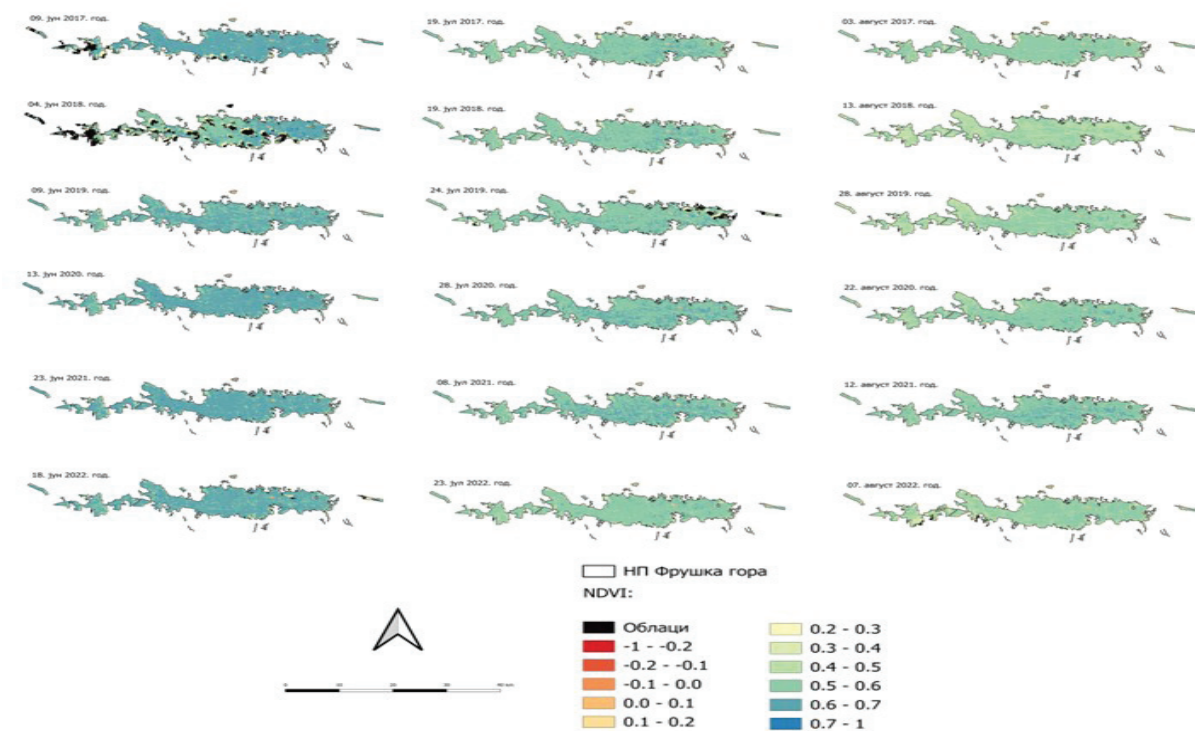 09. јун 2017. год.
19. јул 2017. год.
03. август 2017. год.
04. јун 2018. год.
19. јул 2018. год.
13. август 2018. год.
09. јун 2019. год.
24. јул 2019. год.
28. август 2019. год.
13. јун 2020. год.
28. јул 2020. год.
22. август 2020. год.
23. јун 2021. год.
08. јул 2021. год.
12. август 2021. год.
18. јун 2022. год.
23. јул 2022. год.
07. август 2022. год.
НП Фрушка гора
NDVI:
Облаци
-1 - -0.2
-0.2 - -0.1
-0.1 - 0.0
0.0 - 0.1
0.1 - 0.2
0.2 - 0.3
0.3 - 0.4
0.4 - 0.5
0.5 - 0.6
0.6 - 0.7
0.7 - 1
0 10 20 30 40 km